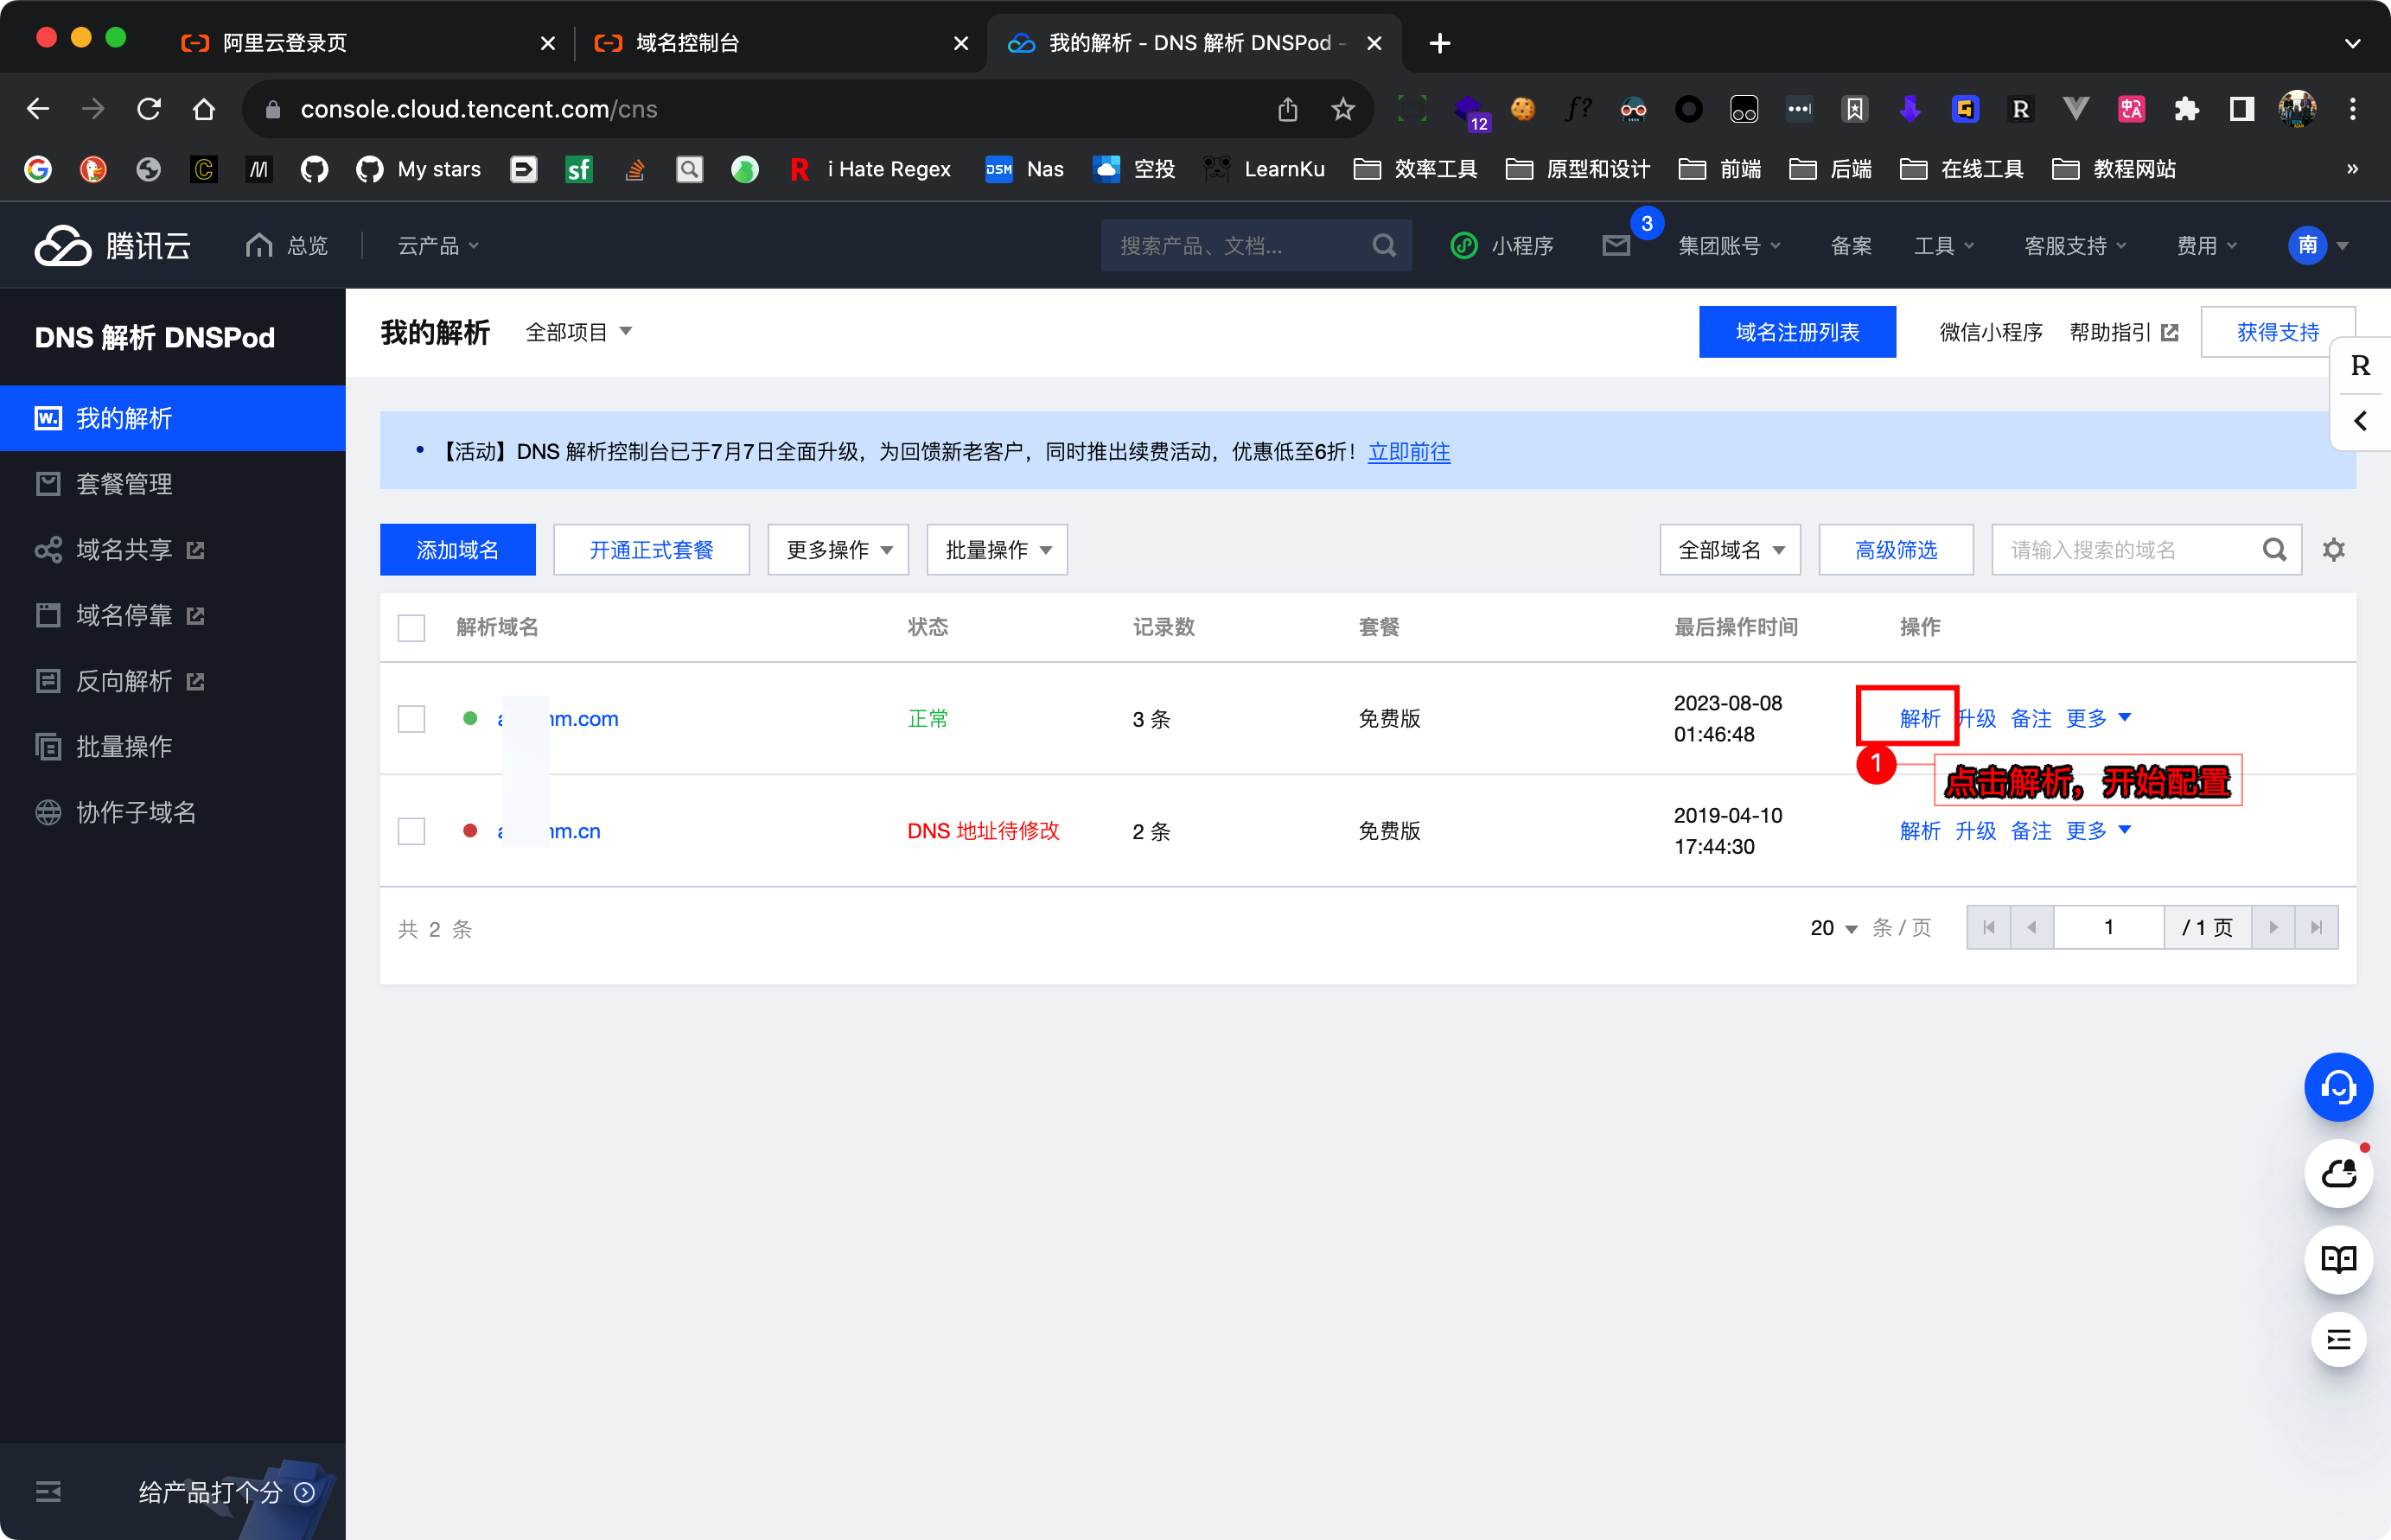 阿里云登录页
域名控制台
我的解析 - DNS 解析 DNSPod -
console.cloud.tencent.com/cns
12
My stars
sf
i Hate Regex
DSM
Nas
空投
LearnKu
效率工具
原型和设计
前端
后端
在线工具
教程网站
»
腾讯云
总览
云产品
搜索产品、文档...
小程序
3
集团账号
备案
工具
客服支持
费用
南
DNS 解析 DNSPod
我的解析
套餐管理
域名共享
域名停靠
反向解析
批量操作
协作子域名
给产品打个分
我的解析
全部项目
域名注册列表
微信小程序
帮助指引
获得支持
R
• 【活动】DNS 解析控制台已于7月7日全面升级，为回馈新老客户，同时推出续费活动，优惠低至6折！立即前往
添加域名
开通正式套餐
更多操作
批量操作
全部域名
高级筛选
请输入搜索的域名
解析域名 状态 记录数 套餐 最后操作时间 操作
m.com 正常 3 条 免费版 2023-08-08 01:46:48 解析 升级 备注 更多
1
点击解析，开始配置
m.cn DNS 地址待修改 2 条 免费版 2019-04-10 17:44:30 解析 升级 备注 更多
共 2 条
20 条 / 页
1 / 1 页